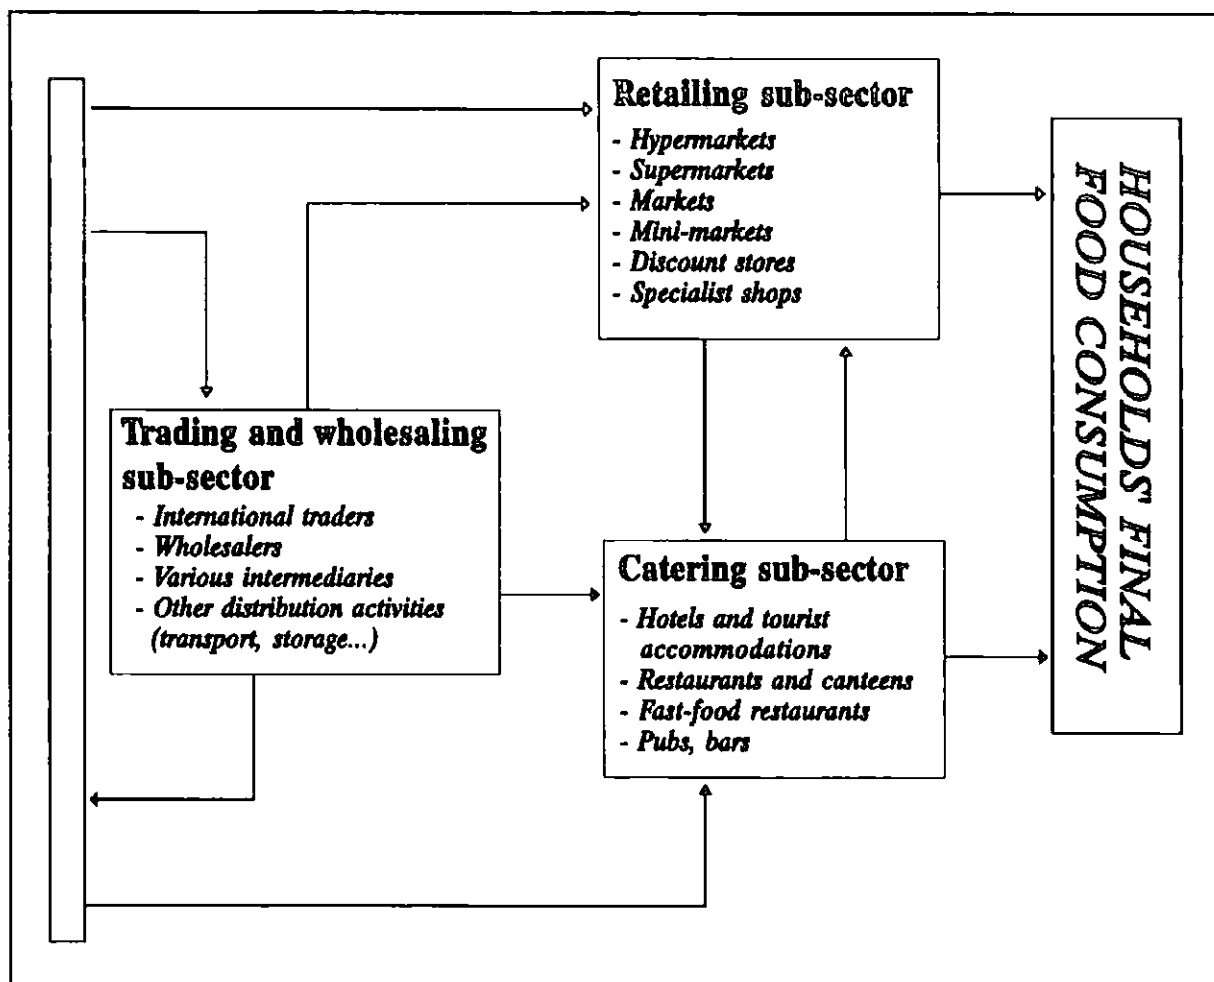 Retailing sub-sector
- Hypermarkets
- Supermarkets
- Markets
- Mini-markets
- Discount stores
- Specialist shops
Trading and wholesaling
sub-sector
- International traders
- Wholesalers
- Various intermediaries
- Other distribution activities
(transport, storage...)
Catering sub-sector
- Hotels and tourist
accommodations
- Restaurants and canteens
- Fast-food restaurants
- Pubs, bars
HOUSEHOLDS' FINAL
FOOD CONSUMPTION